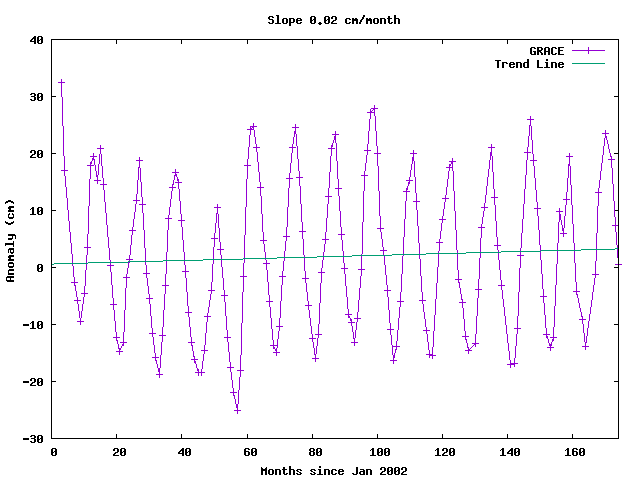 Slope 0.02 cm/month
GRACE
Trend Line
40
30
20
10
0
-10
-20
-30
Anomaly (cm)
0 20 40 60 80 100 120 140 160
Months since Jan 2002